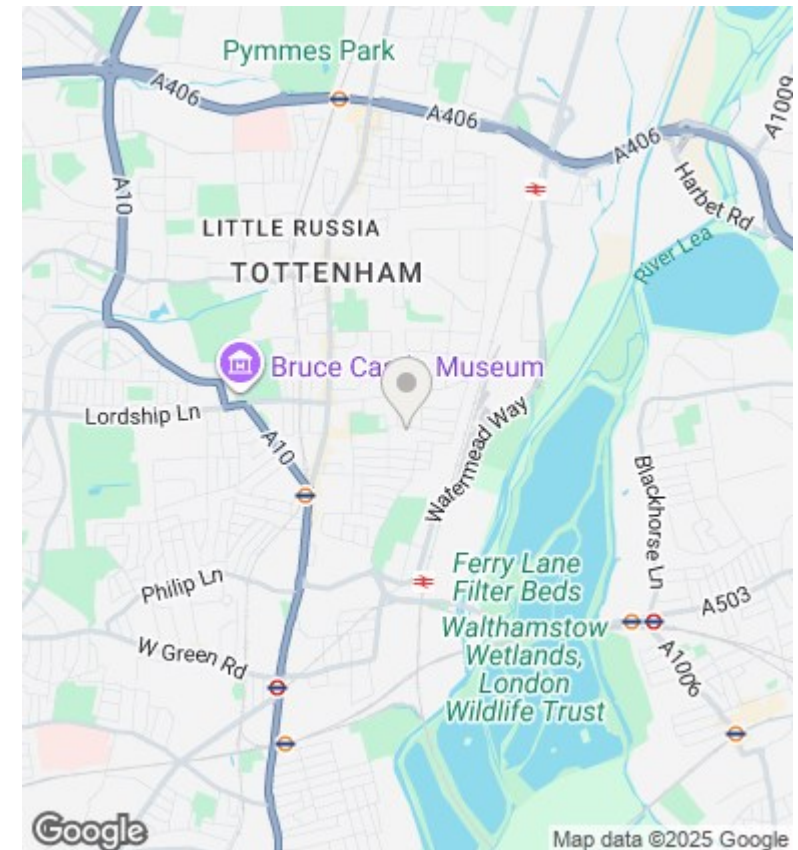 Pymmes Park
A406
A406
A406
A1009
A10
Harbet Rd
LITTLE RUSSIA
River Lea
TOTTENHAM
Bruce Castle Museum
Lordship Ln
A10
Watermead Way
Blackhorse Ln
Ferry Lane
Filter Beds
Philip Ln
A503
Walthamstow
Wetlands,
London
Wildlife Trust
W Green Rd
A1006
Google
Map data ©2025 Google